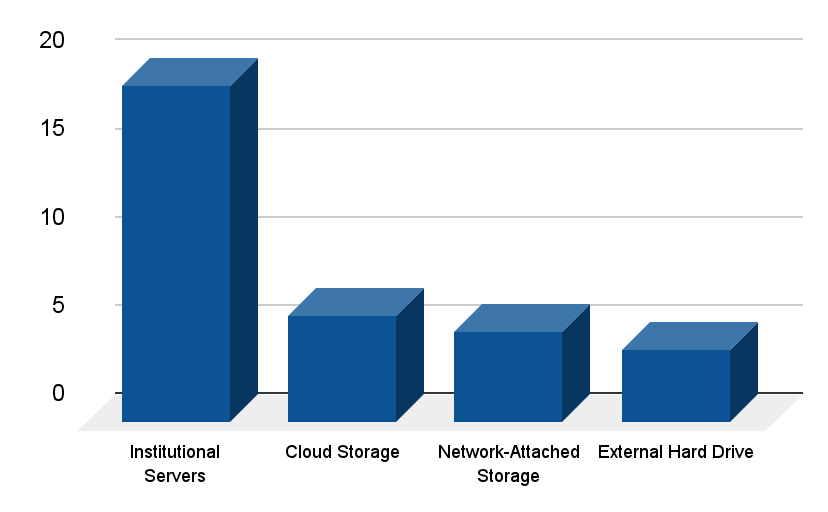 20
15
10
5
0
Institutional
Servers
Cloud Storage
Network-Attached
Storage
External Hard Drive